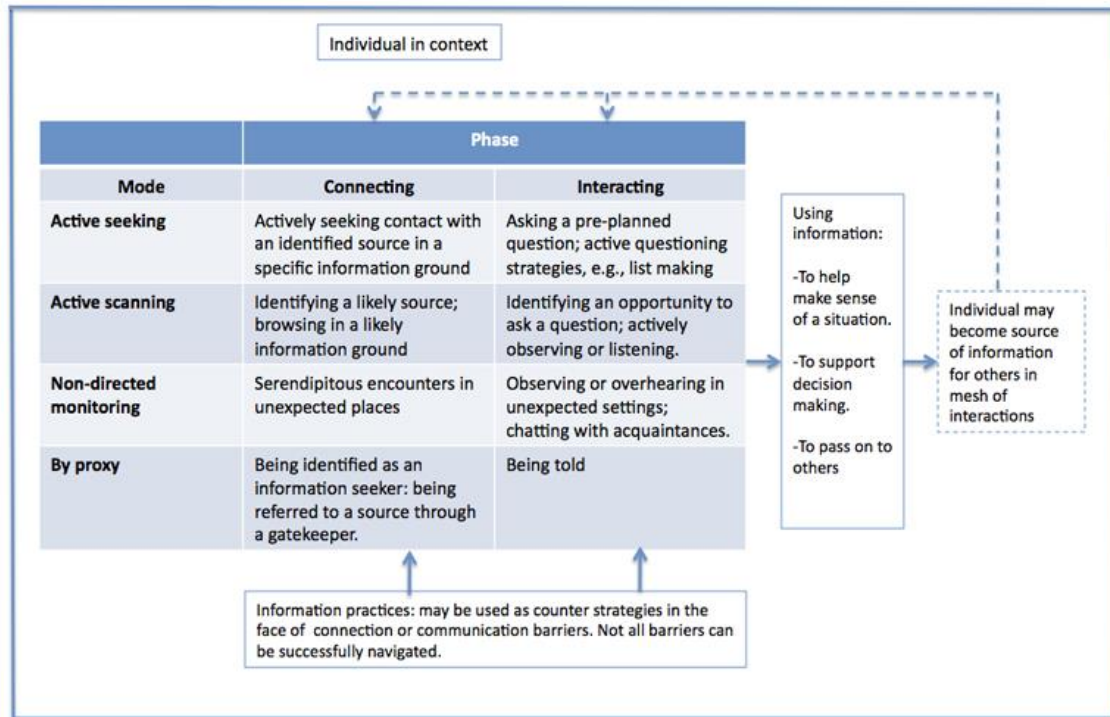 Individual in context
Phase
Mode
Connecting
Interacting
Active seeking
Actively seeking contact with
an identified source in a
specific information ground
Asking a pre-planned
question; active questioning
strategies, e.g., list making
Active scanning
Identifying a likely source;
browsing in a likely
information ground
Identifying an opportunity to
ask a question; actively
observing or listening.
Non-directed
monitoring
Serendipitous encounters in
unexpected places
Observing or overhearing in
unexpected settings;
chatting with acquaintances.
By proxy
Being identified as an
information seeker: being
referred to a source through
a gatekeeper.
Being told
Using
information:
-To help
make sense
of a situation.
-To support
decision
making.
-To pass on to
others
Individual may
become source
of information
for others in
mesh of
interactions
Information practices: may be used as counter strategies in the
face of connection or communication barriers. Not all barriers can
be successfully navigated.